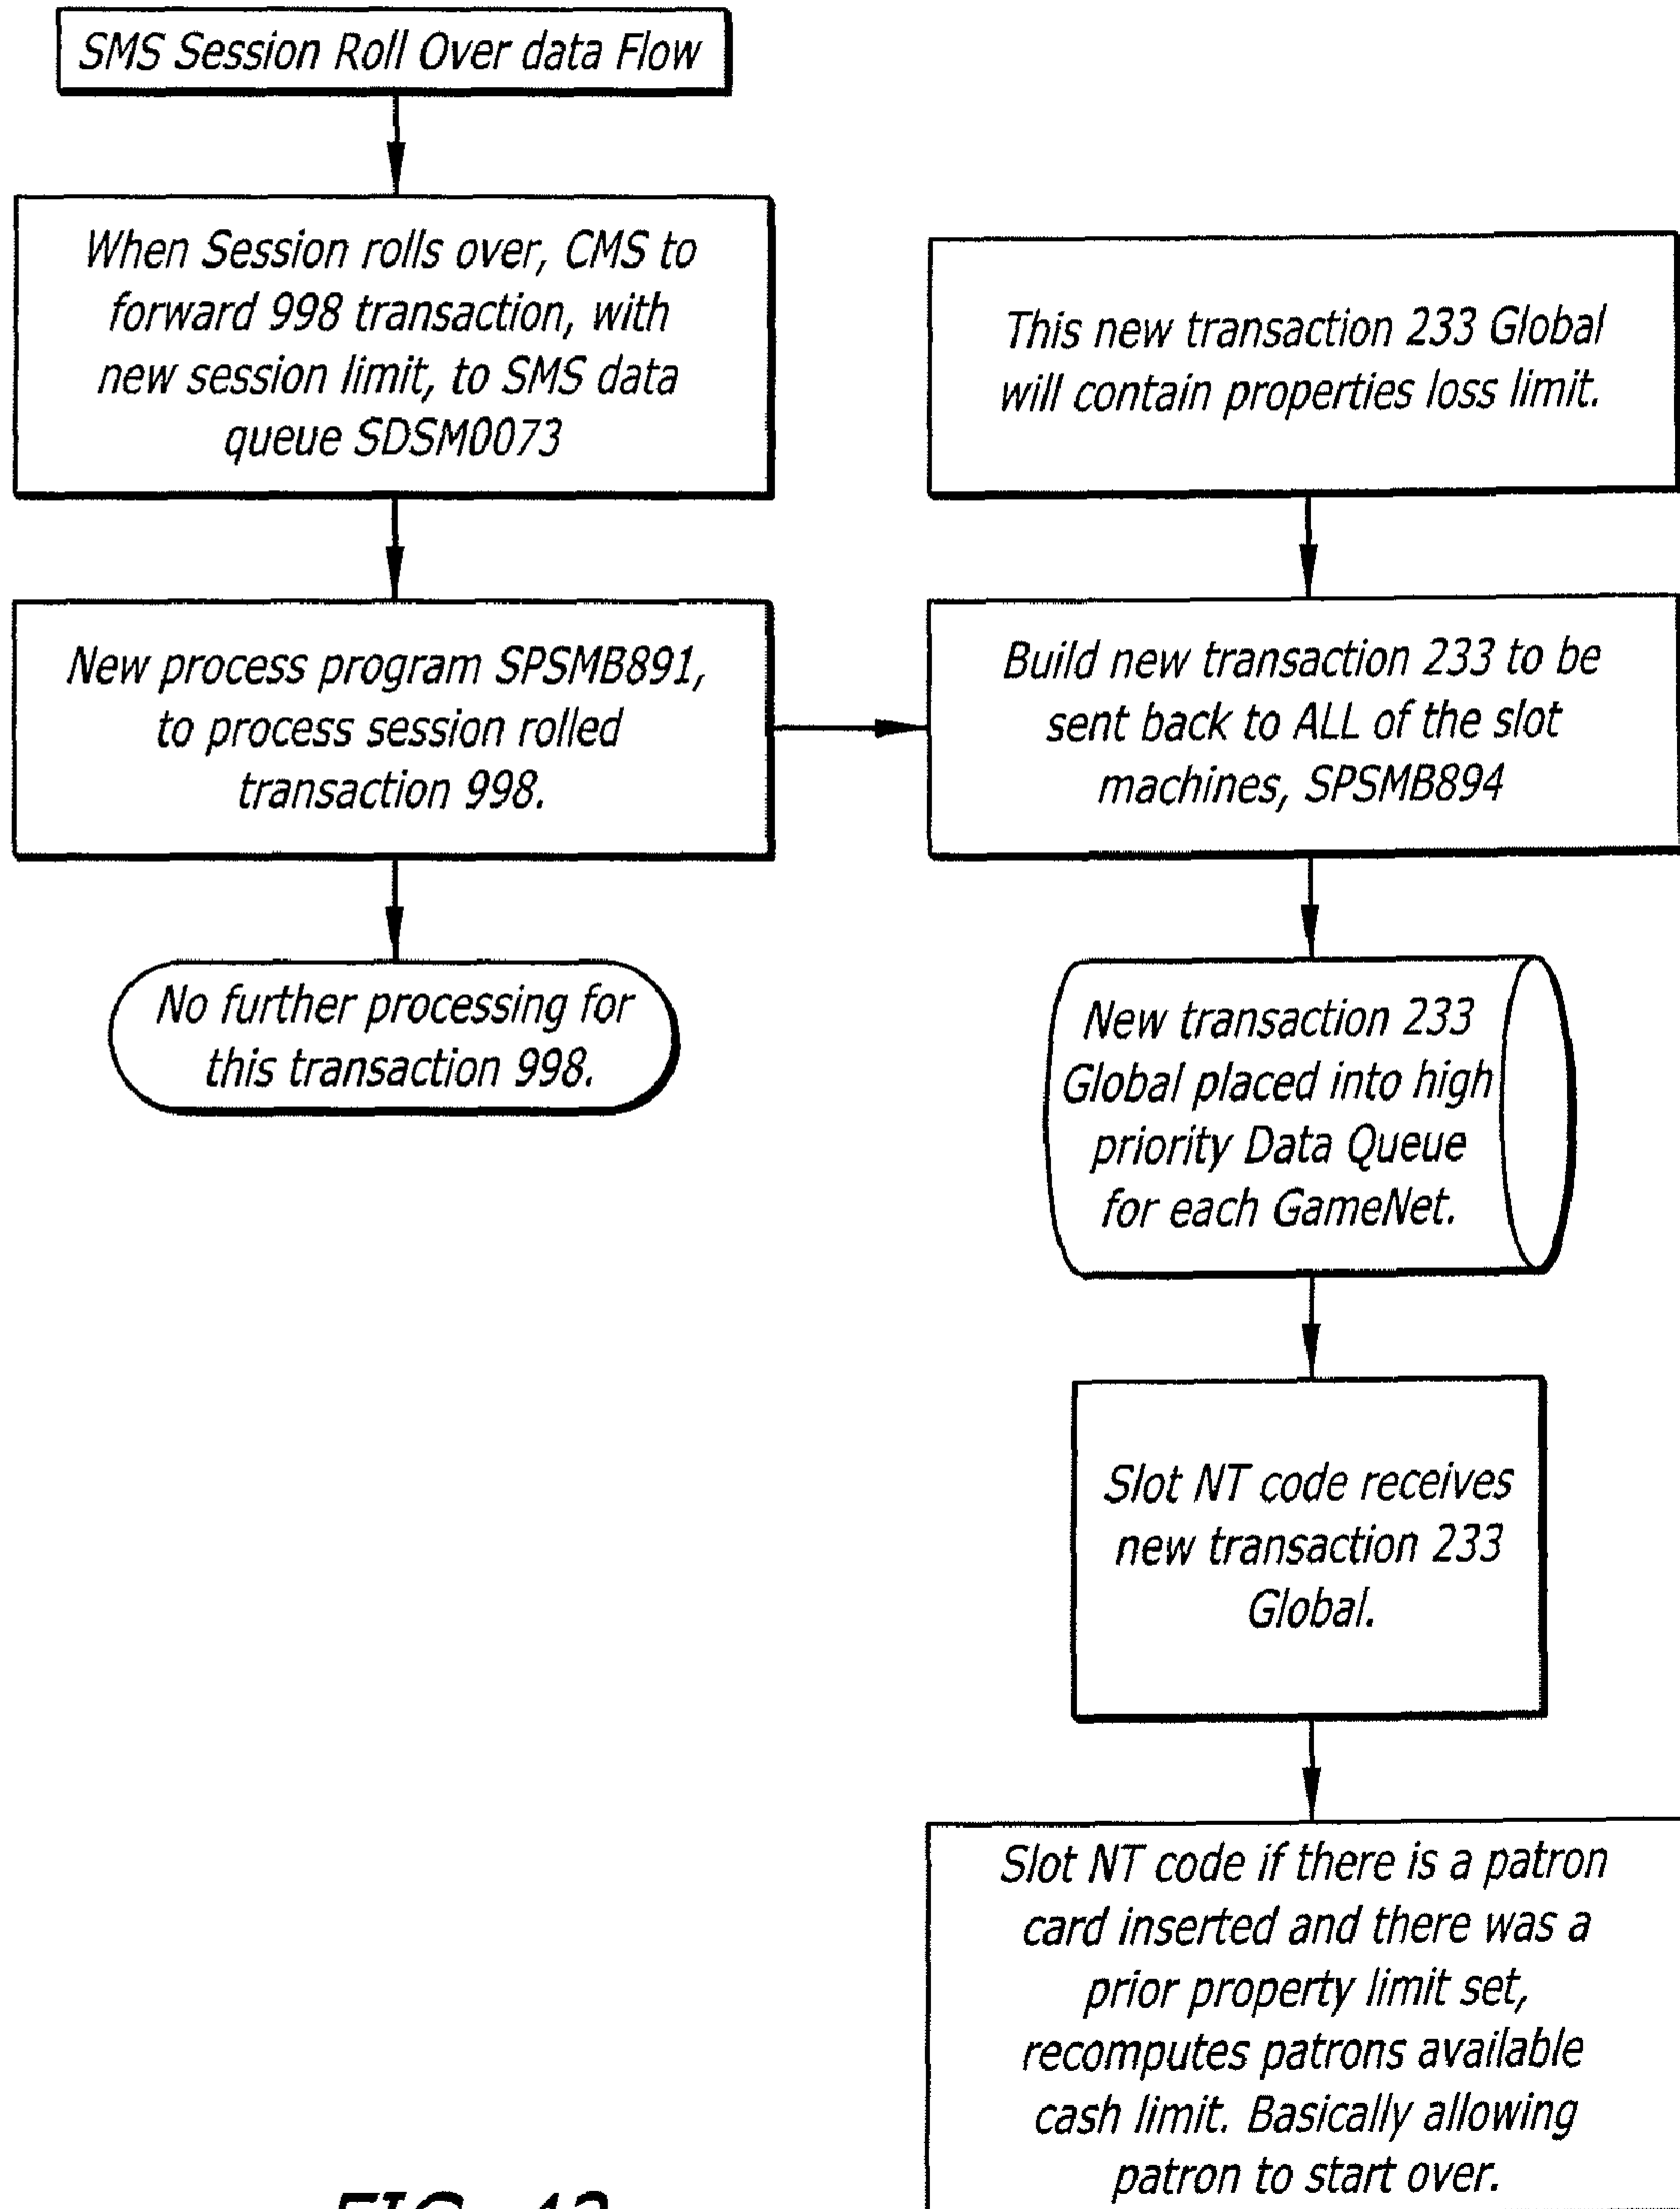 SMS Session Roll Over data Flow
When Session rolls over, CMS to
forward 998 transaction, with
new session limit, to SMS data
queue SDSM0073
This new transaction 233 Global
will contain properties loss limit.
New process program SPSMB891,
to process session rolled
transaction 998.
Build new transaction 233 to be
sent back to ALL of the slot
machines, SPSMB894
No further processing for
this transaction 998.
New transaction 233
Global placed into high
priority Data Queue
for each GameNet.
Slot NT code receives
new transaction 233
Global.
Slot NT code if there is a patron
card inserted and there was a
prior property limit set,
recomputes patrons available
cash limit. Basically allowing
patron to start over.